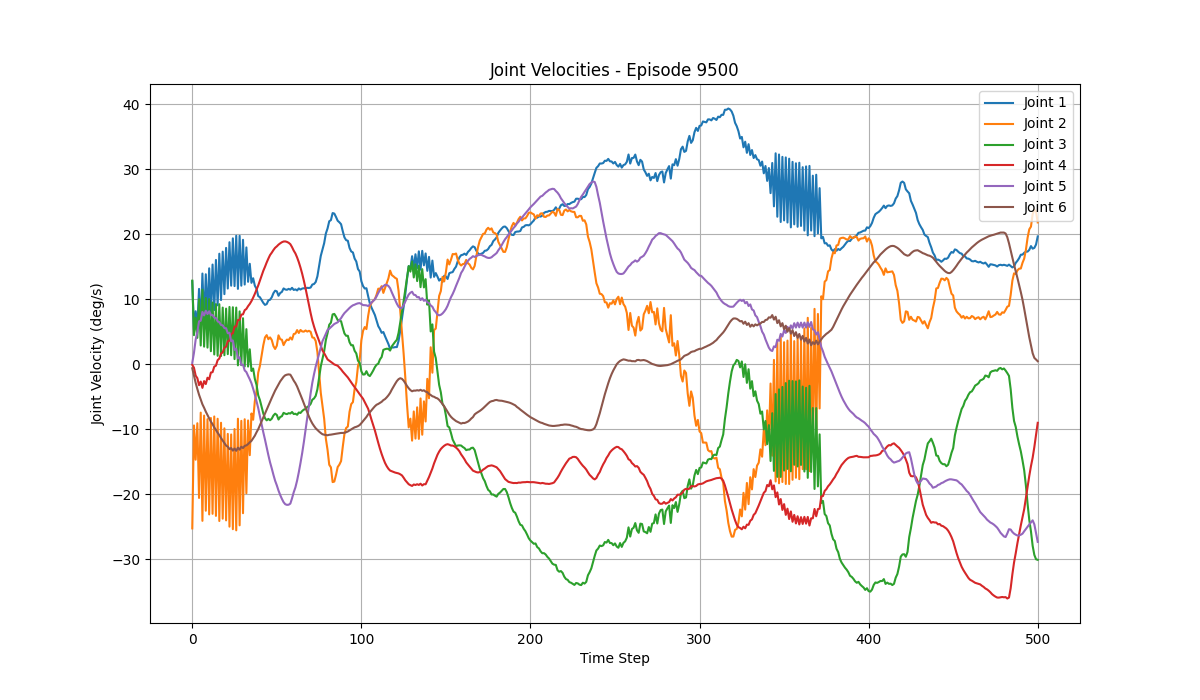 Joint Velocities - Episode 9500
Joint Velocity (deg/s)
40
30
20
10
0
−10
−20
−30
0
100
200
300
400
500
Time Step
Joint 1
Joint 2
Joint 3
Joint 4
Joint 5
Joint 6